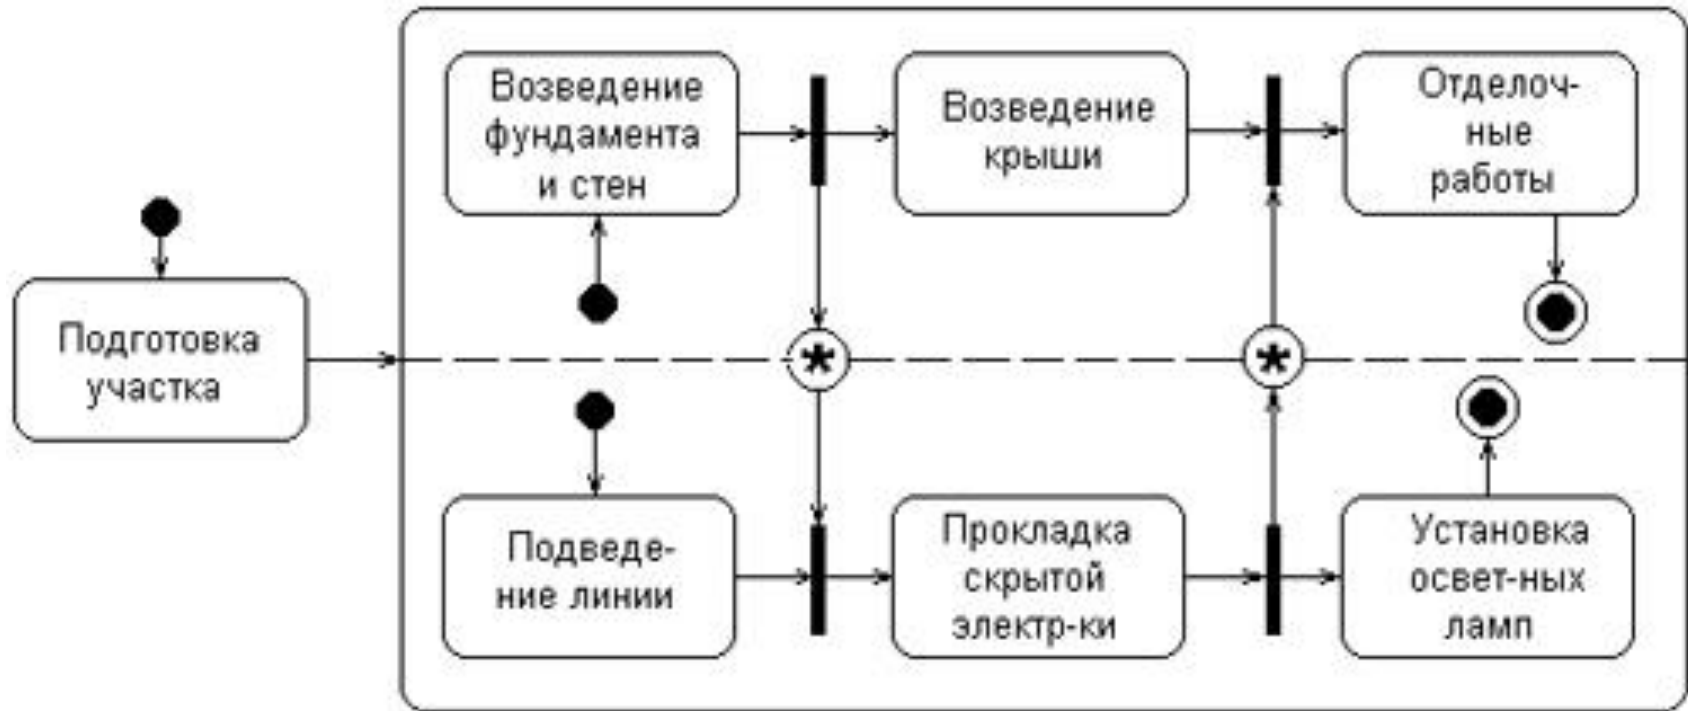 Подготовка
участка
Возведение
фундамента
и стен
Возведение
крыши
Отделоч-
ные
работы
*
*
Подведе-
ние линии
Прокладка
скрытой
электр-ки
Установка
освет-ных
ламп